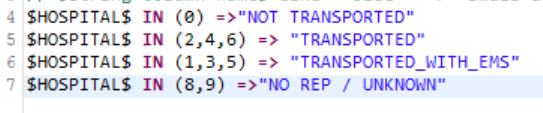 4 $HOSPITAL$ IN (0) =>"NOT TRANSPORTED"
5 $HOSPITAL$ IN (2,4,6) => "TRANSPORTED"
6 $HOSPITAL$ IN (1,3,5) => "TRANSPORTED_WITH_EMS"
7 $HOSPITAL$ IN (8,9) =>"NO REP / UNKNOWN"